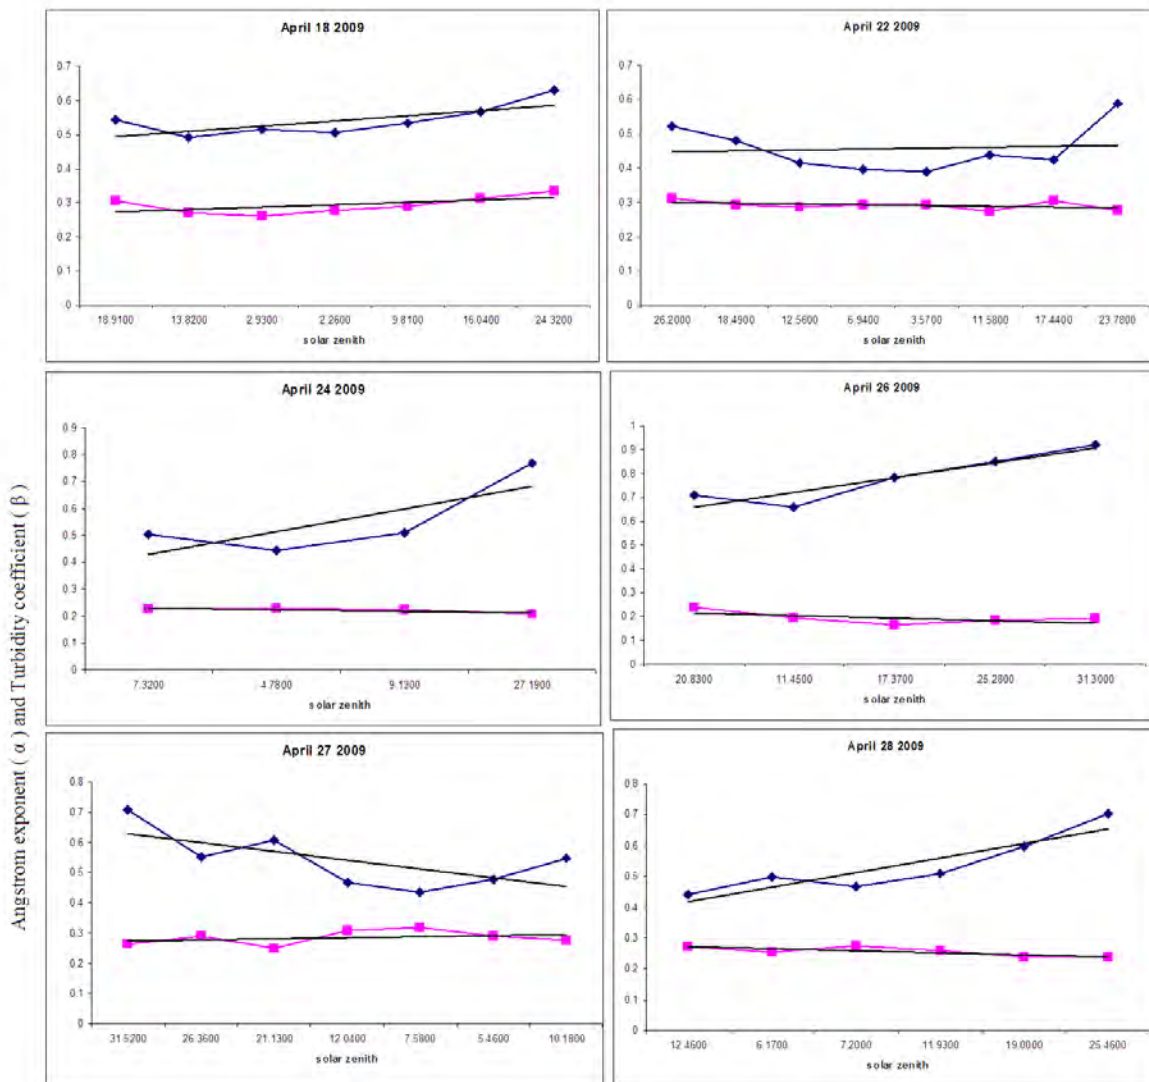 April 18 2009
0.7
0.6
0.5
0.4
0.3
0.2
0.1
0
18.9100 13.8200 2.9300 2.2600 9.8100 16.0400 24.3200
solar zenith
April 22 2009
0.7
0.6
0.5
0.4
0.3
0.2
0.1
0
26.2000 18.4900 12.5600 6.9400 3.5700 11.5800 17.4400 23.7800
solar zenith
April 24 2009
0.9
0.8
0.7
0.6
0.5
0.4
0.3
0.2
0.1
0
7.3200 4.7800 9.1300 27.1900
solar zenith
April 26 2009
1
0.9
0.8
0.7
0.6
0.5
0.4
0.3
0.2
0.1
0
20.8300 11.4500 17.3700 25.2800 31.3000
solar zenith
April 27 2009
0.8
0.7
0.6
0.5
0.4
0.3
0.2
0.1
0
31.5200 26.3600 21.1300 12.0400 7.5800 5.4600 10.1800
solar zenith
April 28 2009
0.8
0.7
0.6
0.5
0.4
0.3
0.2
0.1
0
12.4600 6.1700 7.2000 11.9300 19.0000 25.4600
solar zenith
Angstrom exponent ( α ) and Turbidity coefficient ( β )